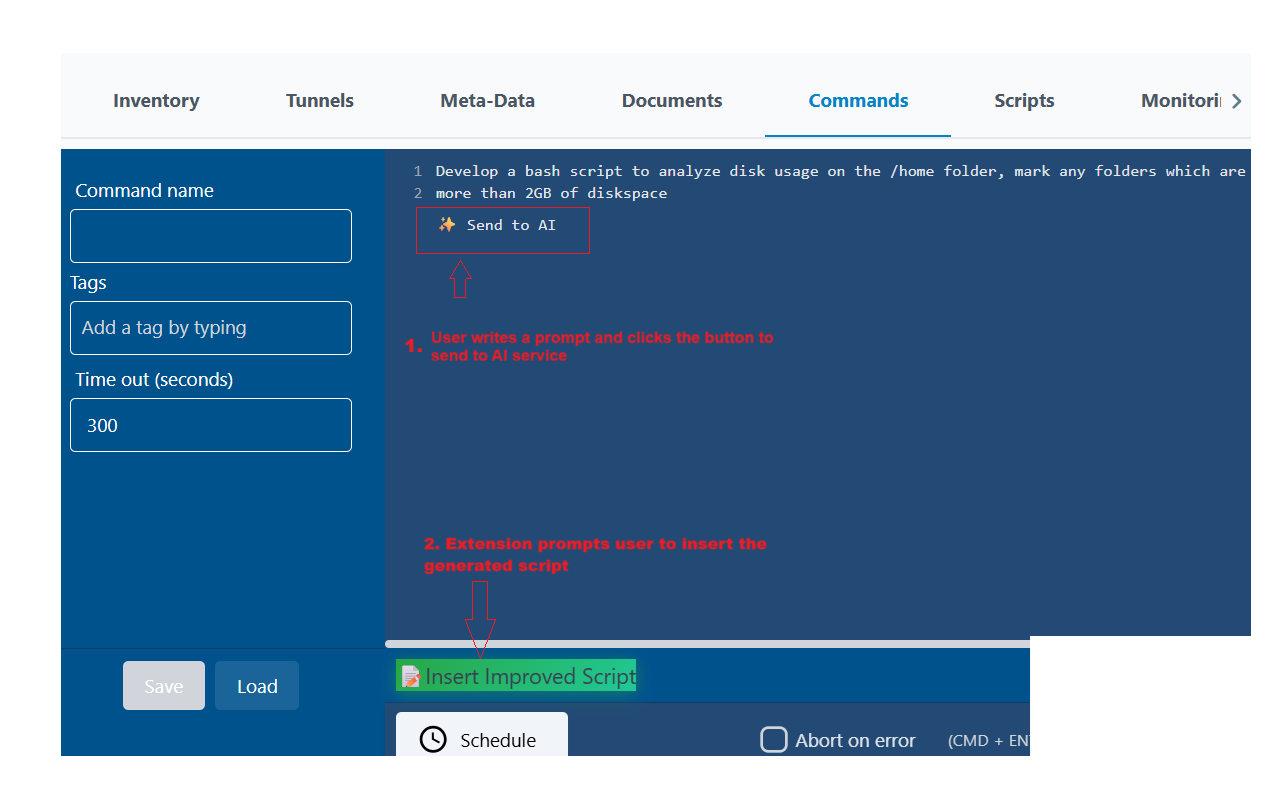 Inventory Tunnels Meta-Data Documents Commands Scripts
Command name
Tags
Add a tag by typing
Time out (seconds)
300
1 Develop a bash script to analyze disk usage on the /home folder, mark any folders which are
2 more than 2GB of diskspace
✨ Send to AI
1. User writes a prompt and clicks the button to
send to AI service
2. Extension prompts user to insert the
generated script
Save Load
📝Insert Improved Script
Schedule
Abort on error (CMD +